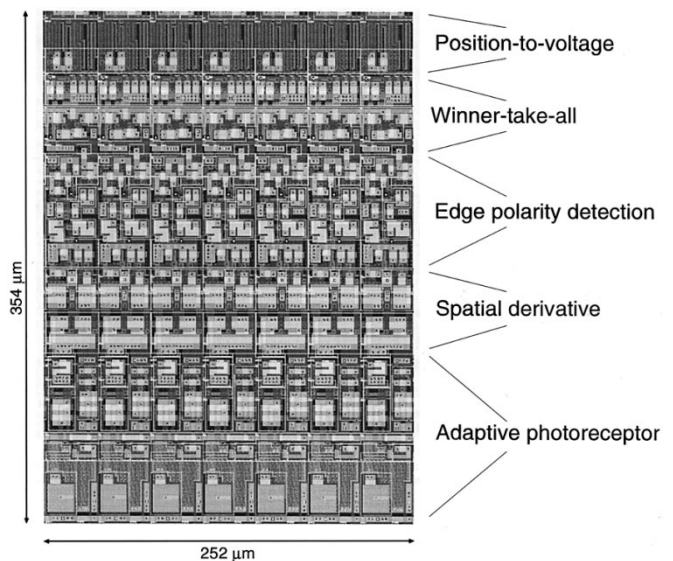 Position-to-voltage
Winner-take-all
Edge polarity detection
Spatial derivative
Adaptive photoreceptor
354 μm
252 μm